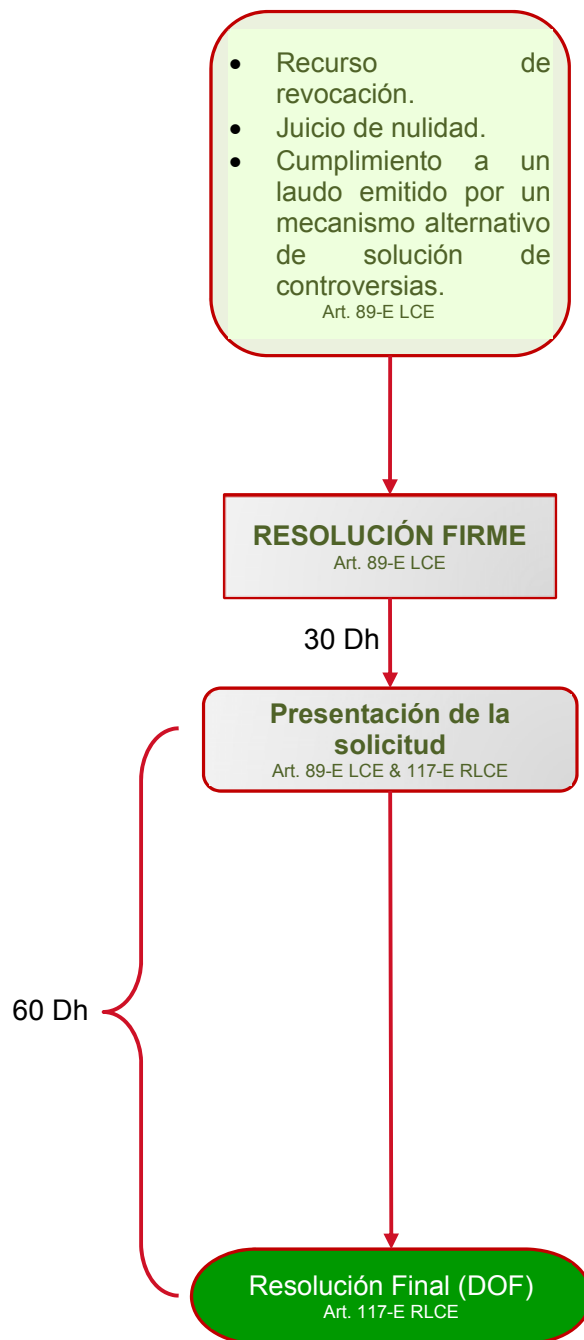 • Recurso de
revocación.
• Juicio de nulidad.
• Cumplimiento a un
laudo emitido por un
mecanismo alternativo
de solución de
controversias.
Art. 89-E LCE
RESOLUCIÓN FIRME
Art. 89-E LCE
30 Dh
Presentación de la
solicitud
Art. 89-E LCE & 117-E RLCE
60 Dh
Resolución Final (DOF)
Art. 117-E RLCE